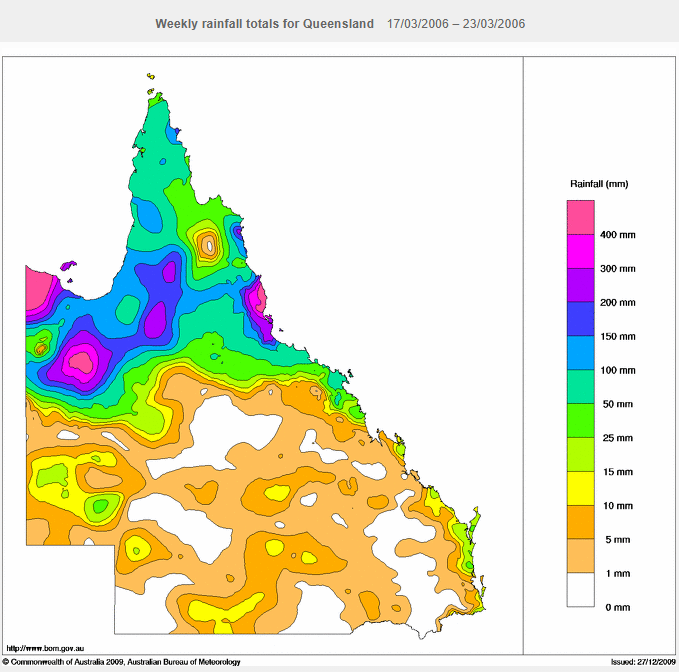 Weekly rainfall totals for Queensland 17/03/2006 – 23/03/2006
Rainfall (mm)
400 mm
300 mm
200 mm
150 mm
100 mm
50 mm
25 mm
15 mm
10 mm
5 mm
1 mm
0 mm
http://www.bom.gov.au
© Commonwealth of Australia 2009, Australian Bureau of Meteorology Issued: 27/12/2009